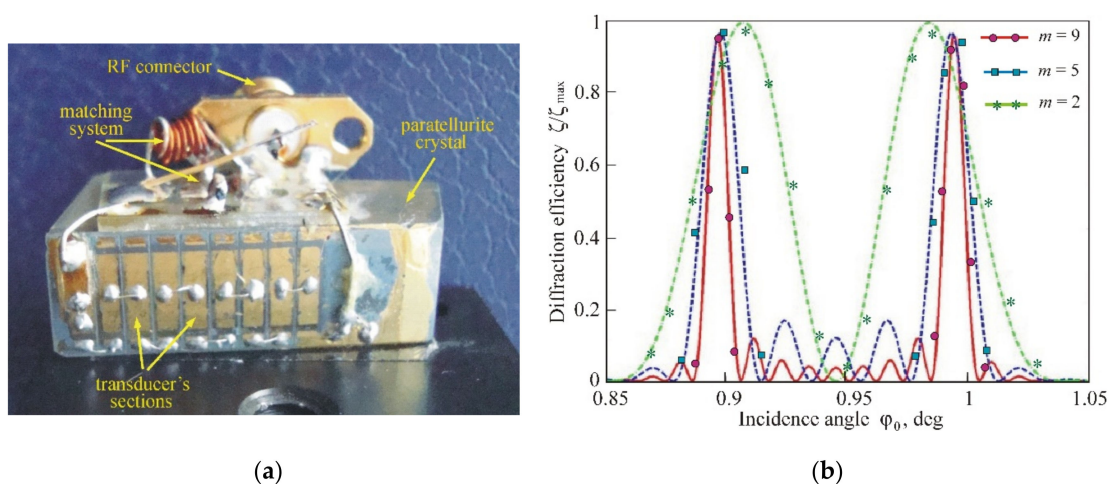 RF connector
matching
system
paratellurite
crystal
transducer's
sections
(a)
Diffraction efficiency ζ/ζmax
1
0.8
0.6
0.4
0.2
0
m = 9
m = 5
m = 2
0.85
0.9
0.95
1
1.05
Incidence angle φ₀, deg
(b)